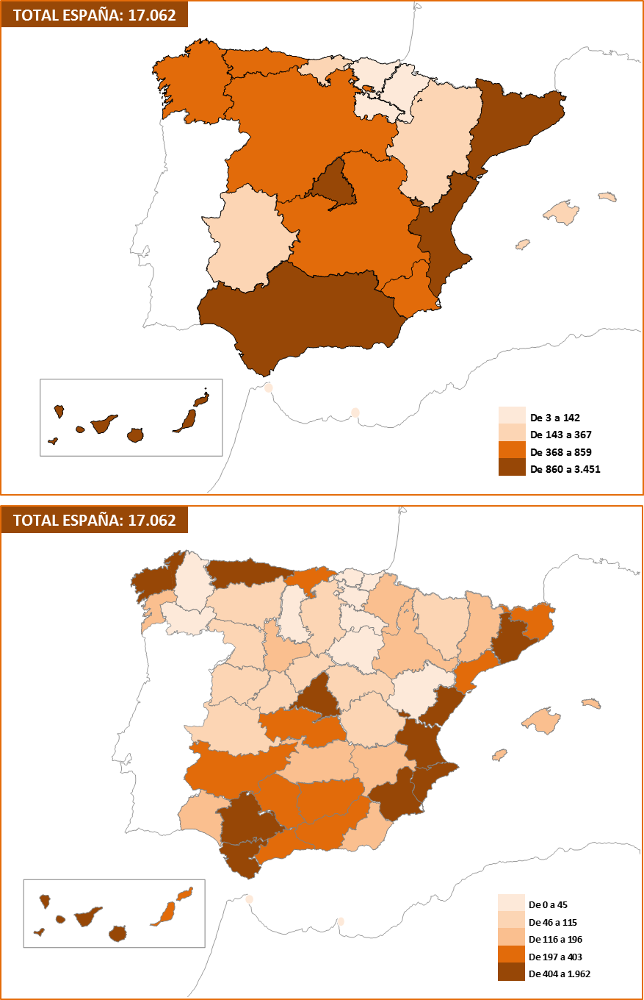 TOTAL ESPAÑA: 17.062
De 3 a 142
De 143 a 367
De 368 a 859
De 860 a 3.451
TOTAL ESPAÑA: 17.062
De 0 a 45
De 46 a 115
De 116 a 196
De 197 a 403
De 404 a 1.962